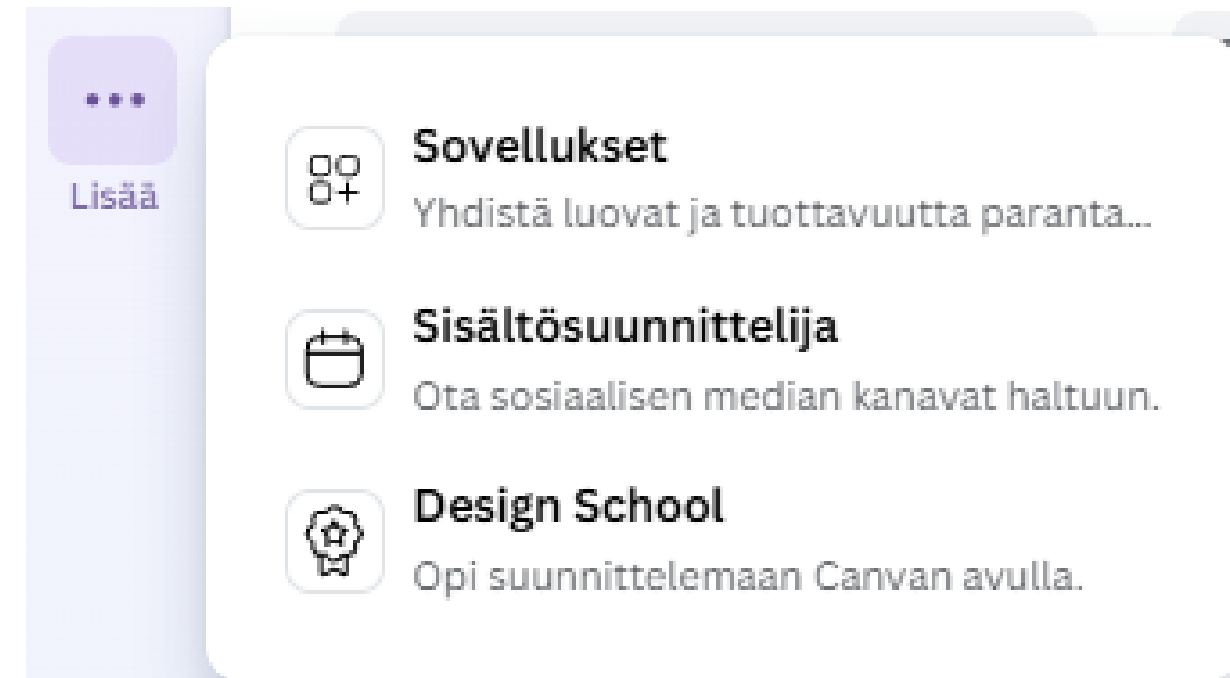 Lisää
Sovellukset
Yhdistä luovat ja tuottavuutta paranta...
Sisältösuunnittelija
Ota sosiaalisen median kanavat haltuun.
Design School
Opi suunnittelemaan Canvan avulla.